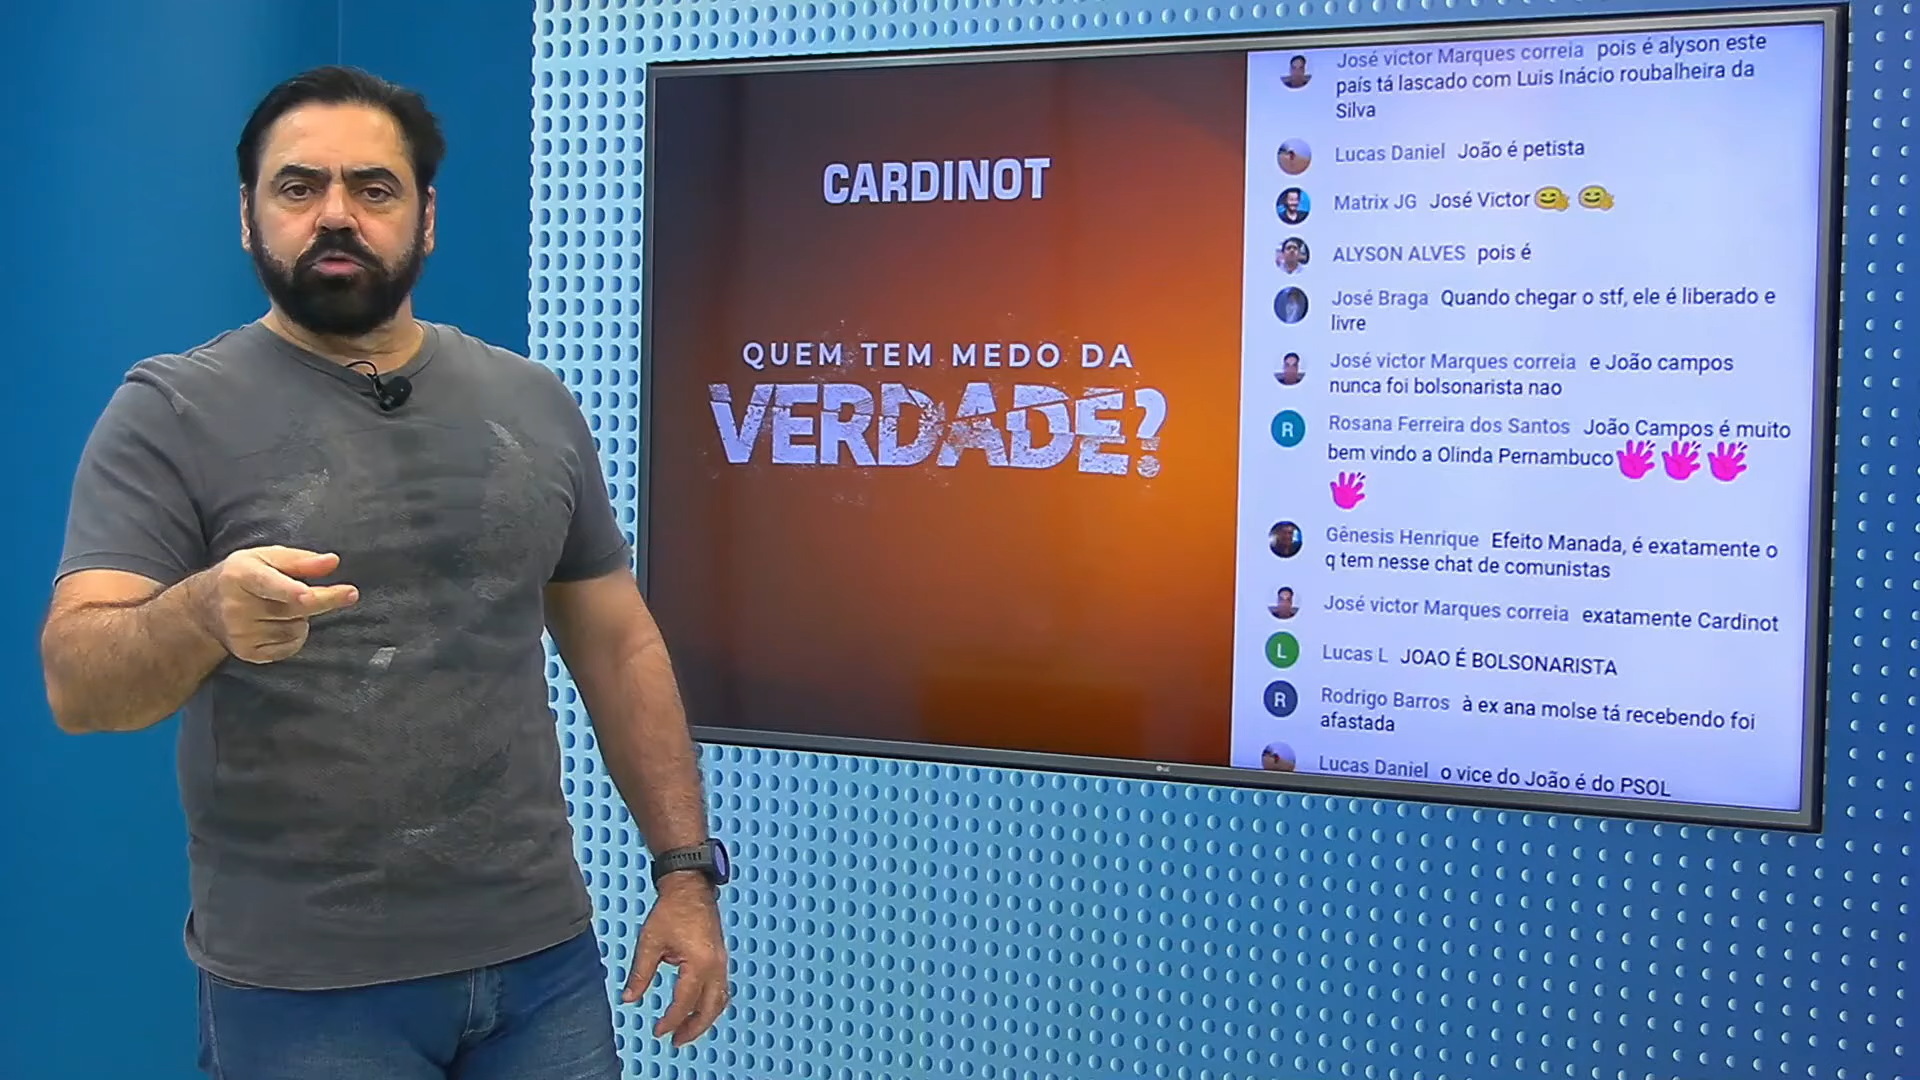 CARDINOT
QUEM TEM MEDO DA
VERDADE?
José victor Marques correia pois é alyson este
país tá lascado com Luis Inácio roubalheira da
Silva
Lucas Daniel João é petista
Matrix JG José Victor
ALYSON ALVES pois é
José Braga Quando chegar o stf, ele é liberado e
livre
José victor Marques correia e João campos
nunca foi bolsonarista nao
R
Rosana Ferreira dos Santos João Campos é muito
bem vindo a Olinda Pernambuco
Gênesis Henrique Efeito Manada, é exatamente o
q tem nesse chat de comunistas
José victor Marques correia exatamente Cardinot
L
Lucas L JOAO É BOLSONARISTA
R
Rodrigo Barros à ex ana molse tá recebendo foi
afastada
Lucas Daniel o vice do João é do PSOL